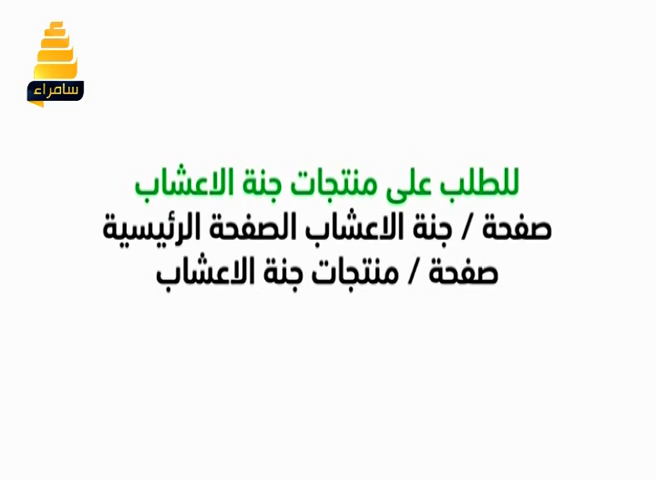 سامراء
للطلب على منتجات جنة الاعشاب
صفحة / جنة الاعشاب الصفحة الرئيسية
صفحة / منتجات جنة الاعشاب